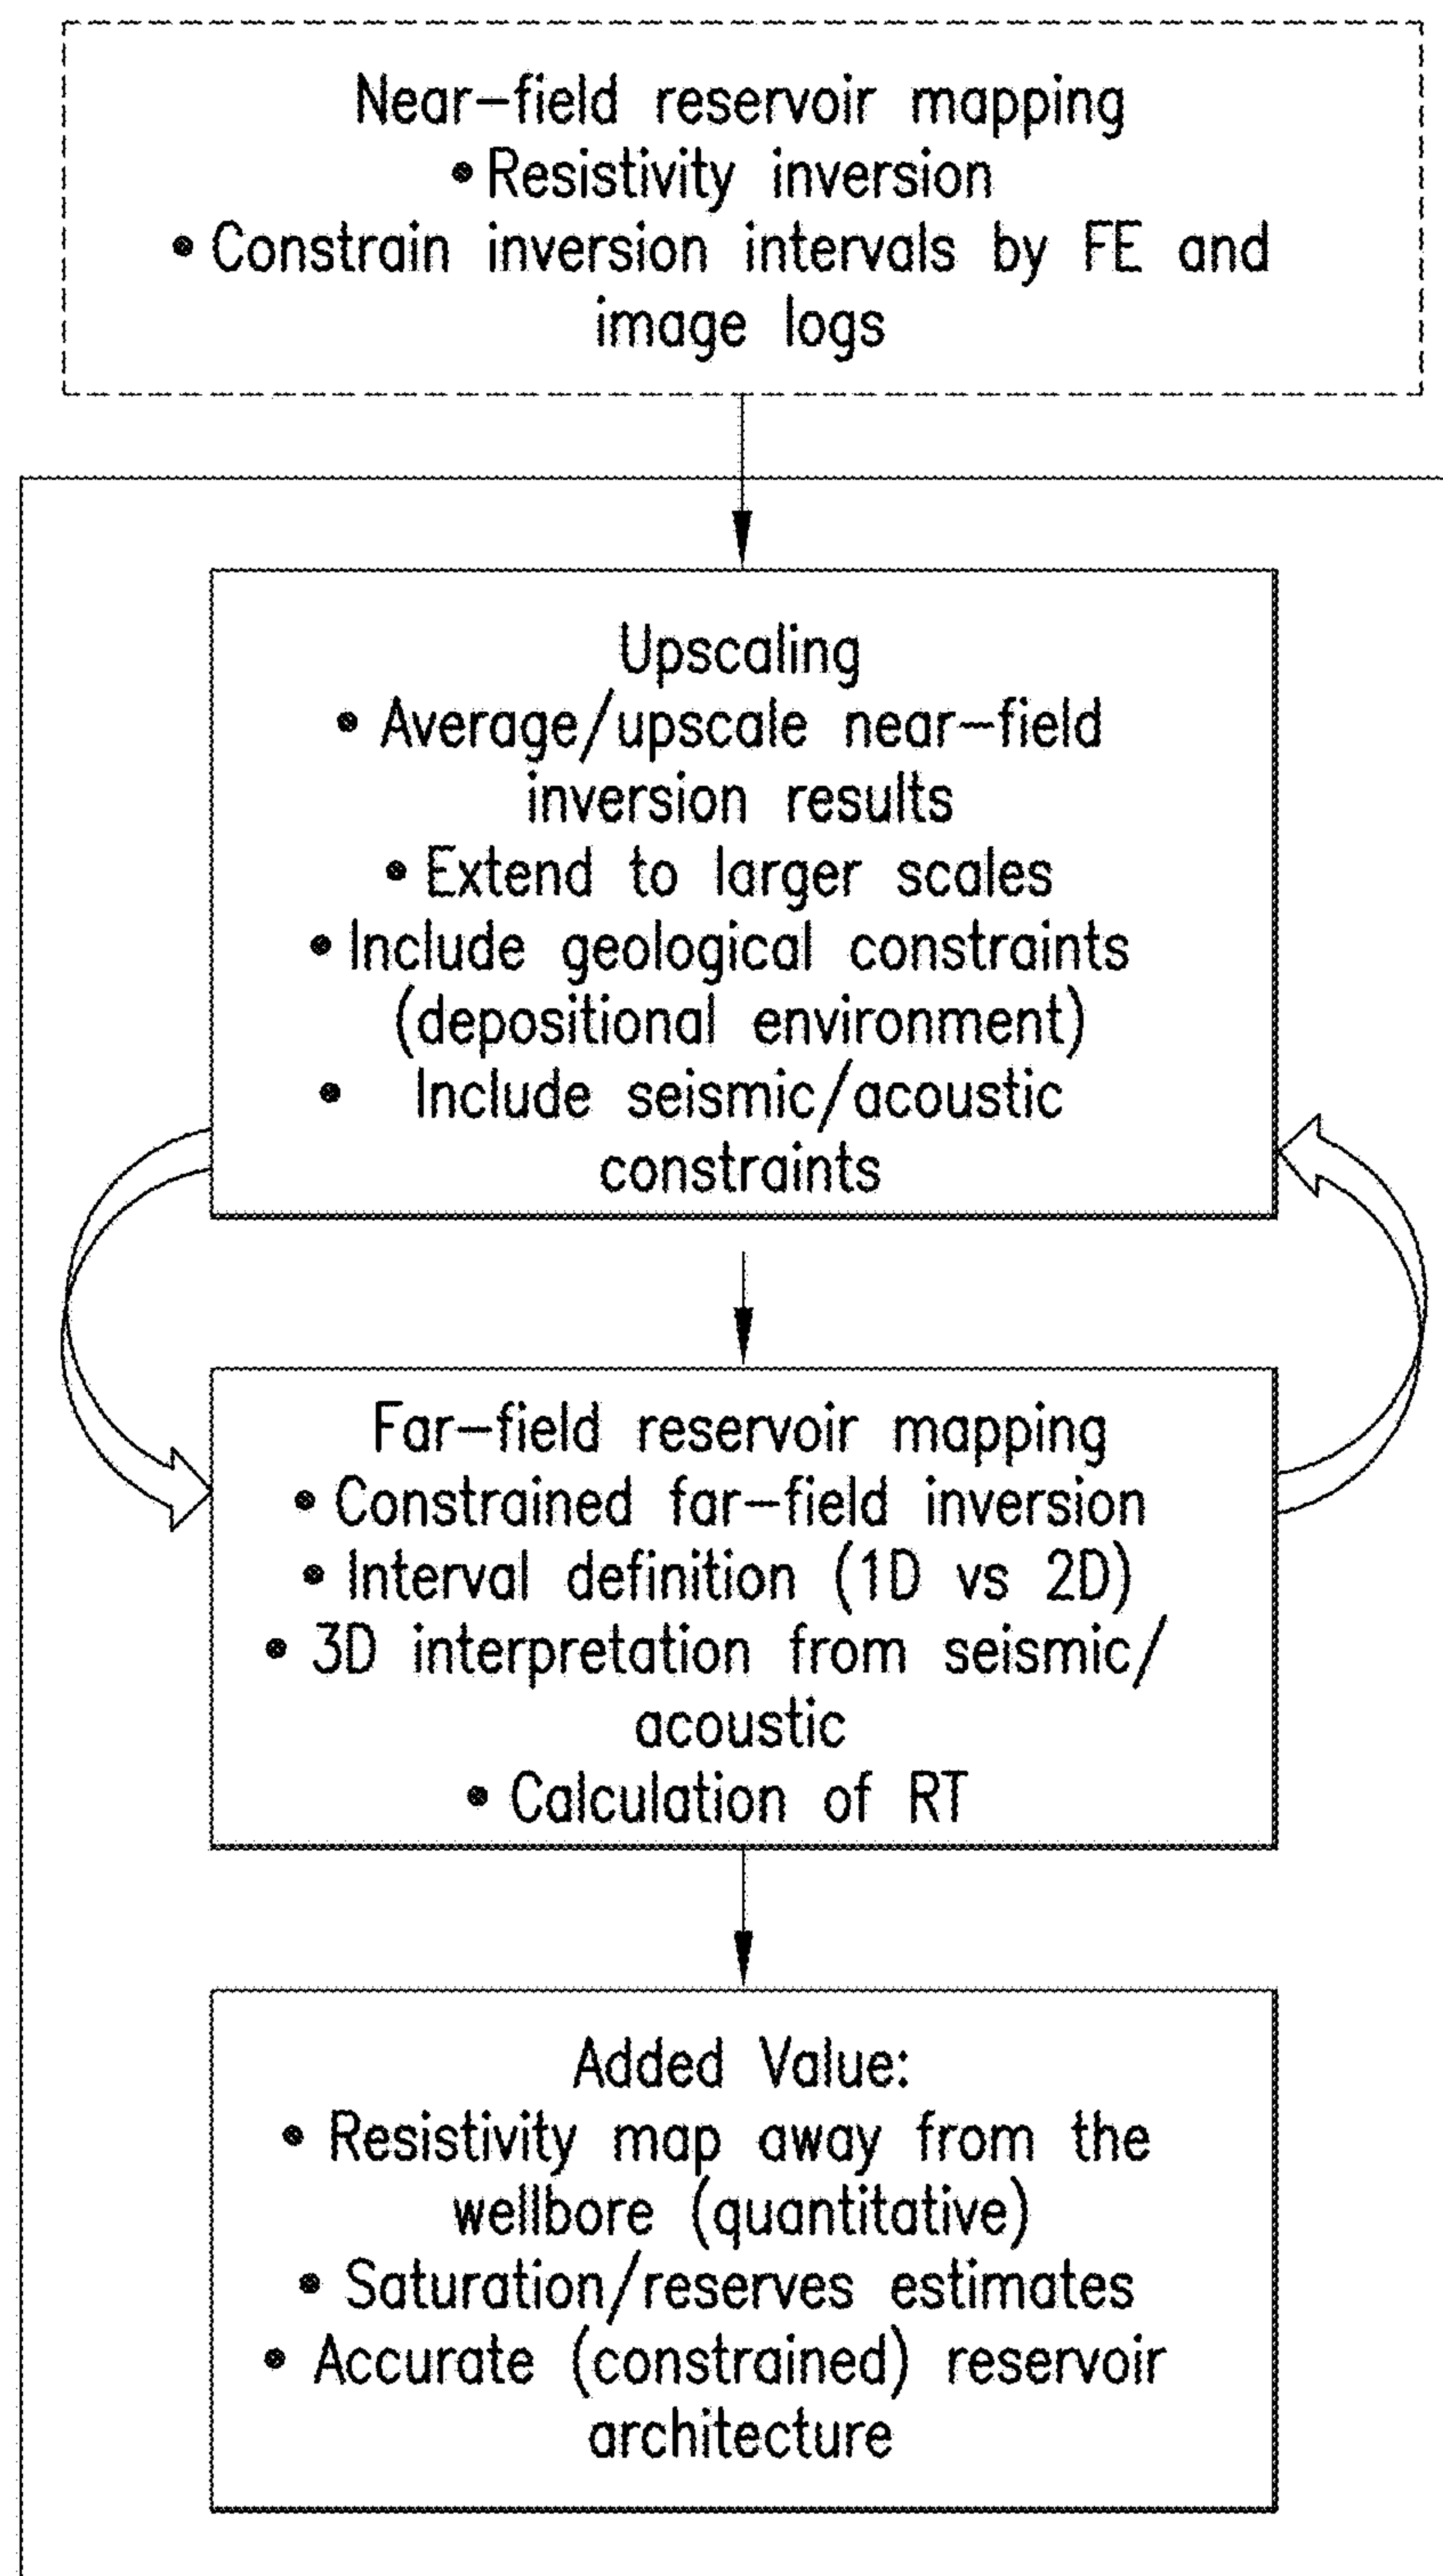 Near-field reservoir mapping
• Resistivity inversion
• Constrain inversion intervals by FE and
image logs
Upscaling
• Average/upscale near-field
inversion results
• Extend to larger scales
• Include geological constraints
(depositional environment)
• Include seismic/acoustic
constraints
Far-field reservoir mapping
• Constrained far-field inversion
• Interval definition (1D vs 2D)
• 3D interpretation from seismic/
acoustic
• Calculation of RT
Added Value:
• Resistivity map away from the
wellbore (quantitative)
• Saturation/reserves estimates
• Accurate (constrained) reservoir
architecture